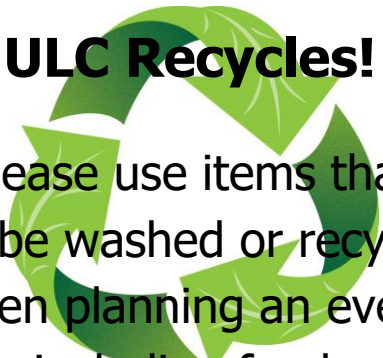 ULC Recycles!
ease use items tha
be washed or recy
en planning an eve